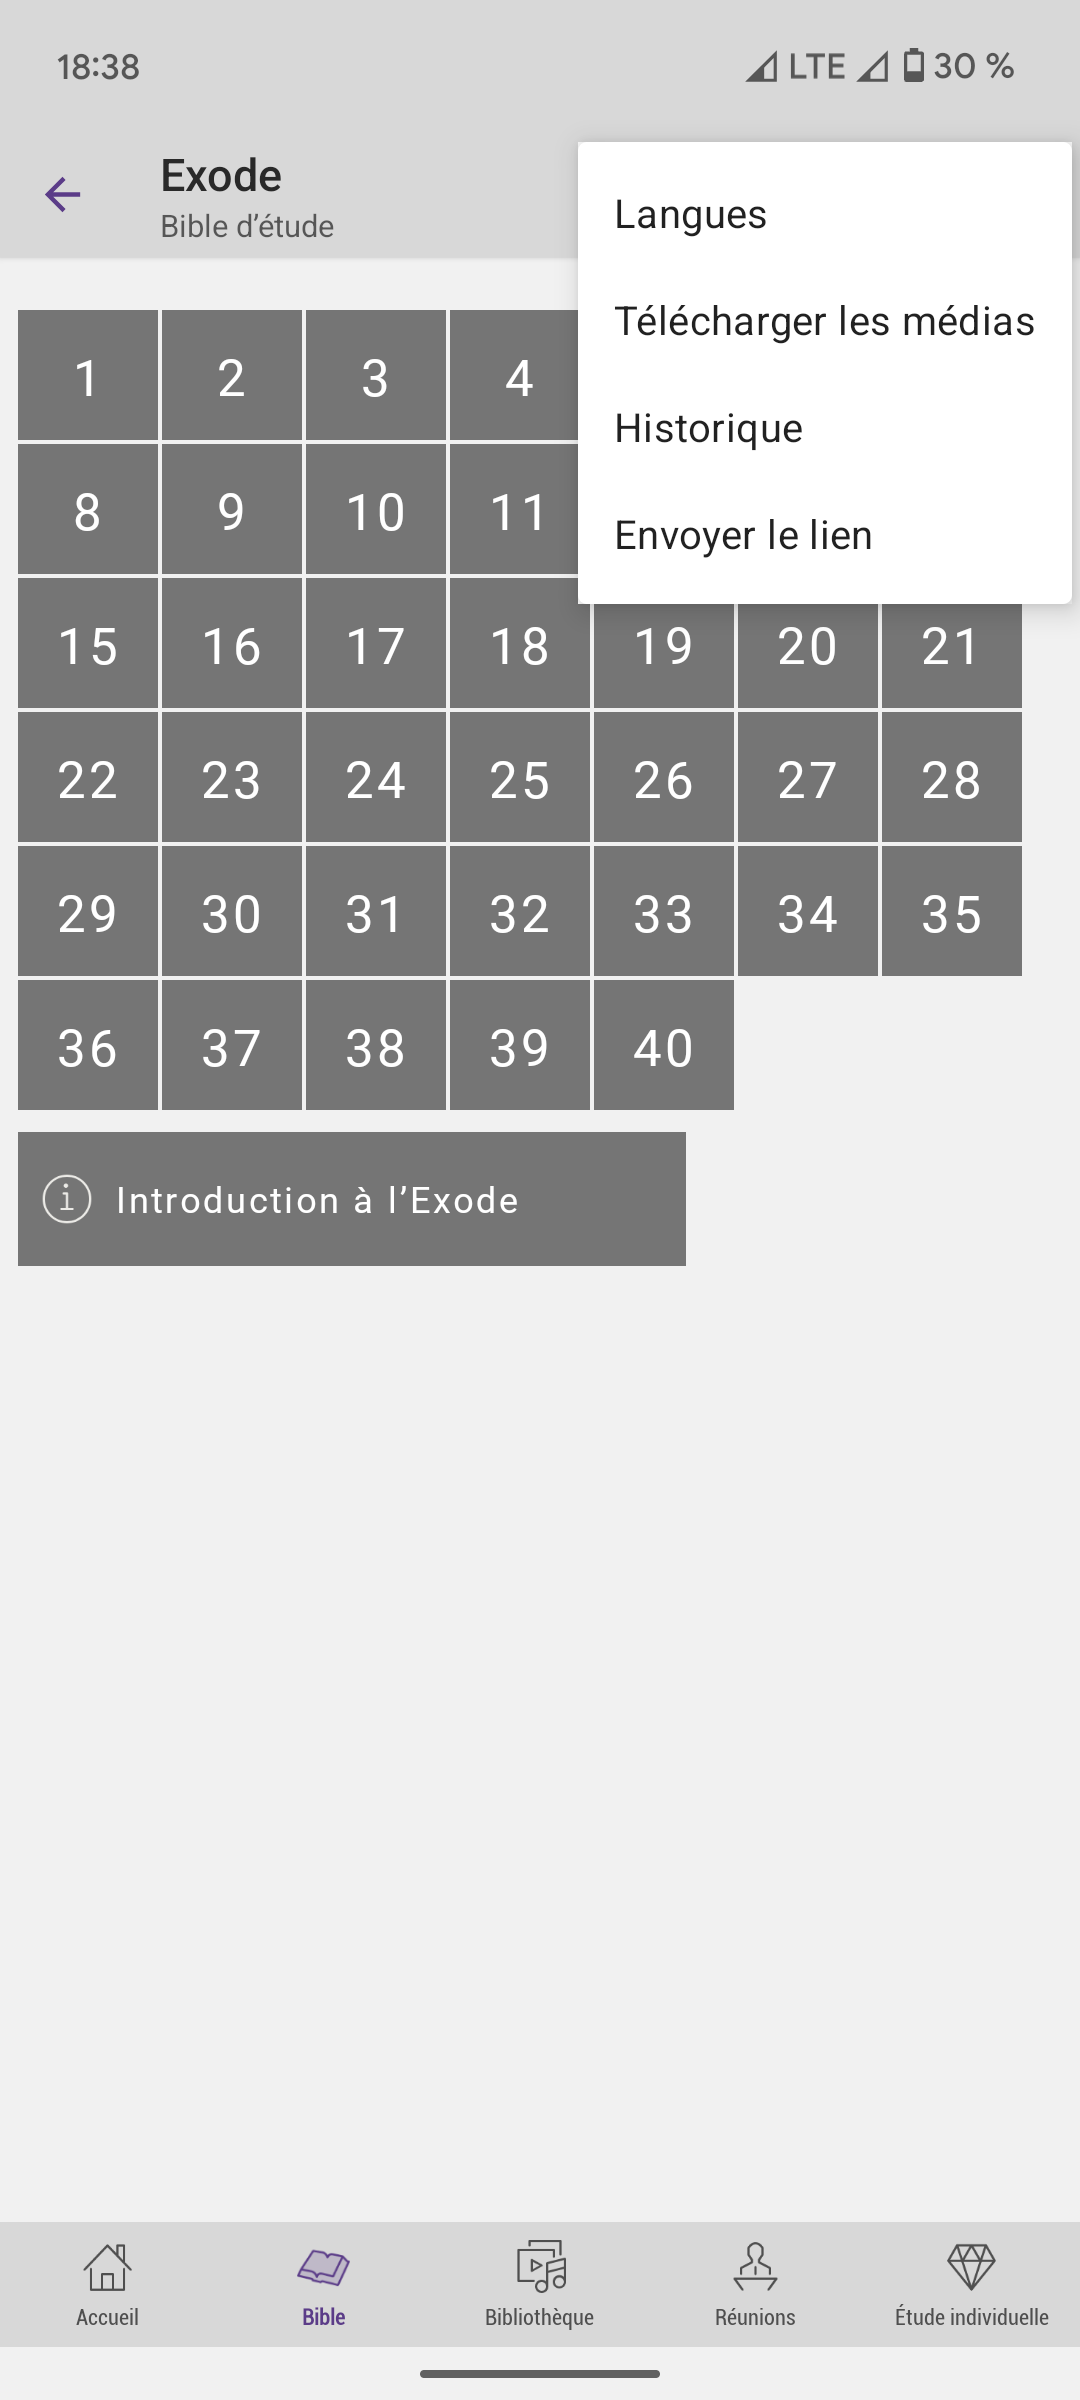 18:38 LTE 30 %
Exode
Bible d’étude
Langues
Télécharger les médias
Historique
Envoyer le lien
1 2 3 4
8 9 10 11
15 16 17 18 19 20 21
22 23 24 25 26 27 28
29 30 31 32 33 34 35
36 37 38 39 40
Introduction à l’Exode
Accueil Bible Bibliothèque Réunions Étude individuelle